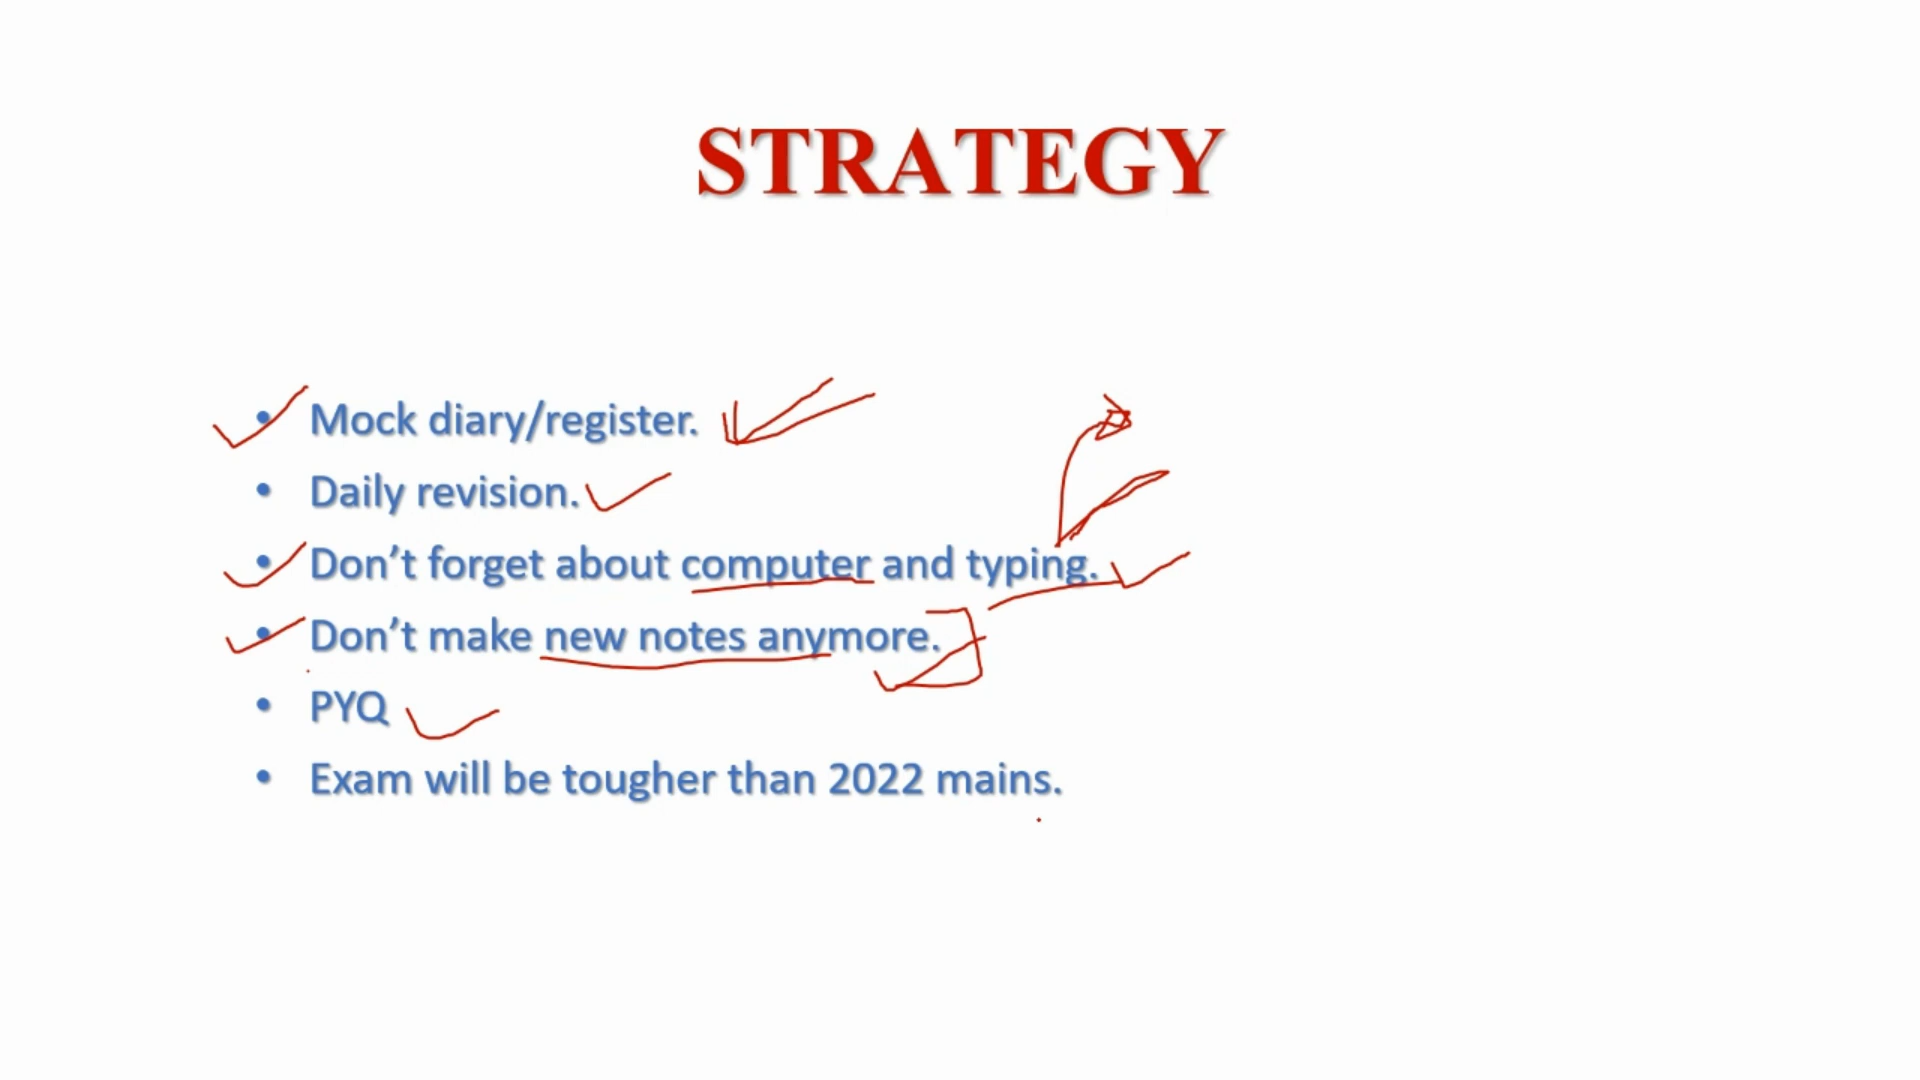 STRATEGY
• Mock diary/register.
• Daily revision.
• Don’t forget about computer and typing.
• Don’t make new notes anymore.
• PYQ
• Exam will be tougher than 2022 mains.